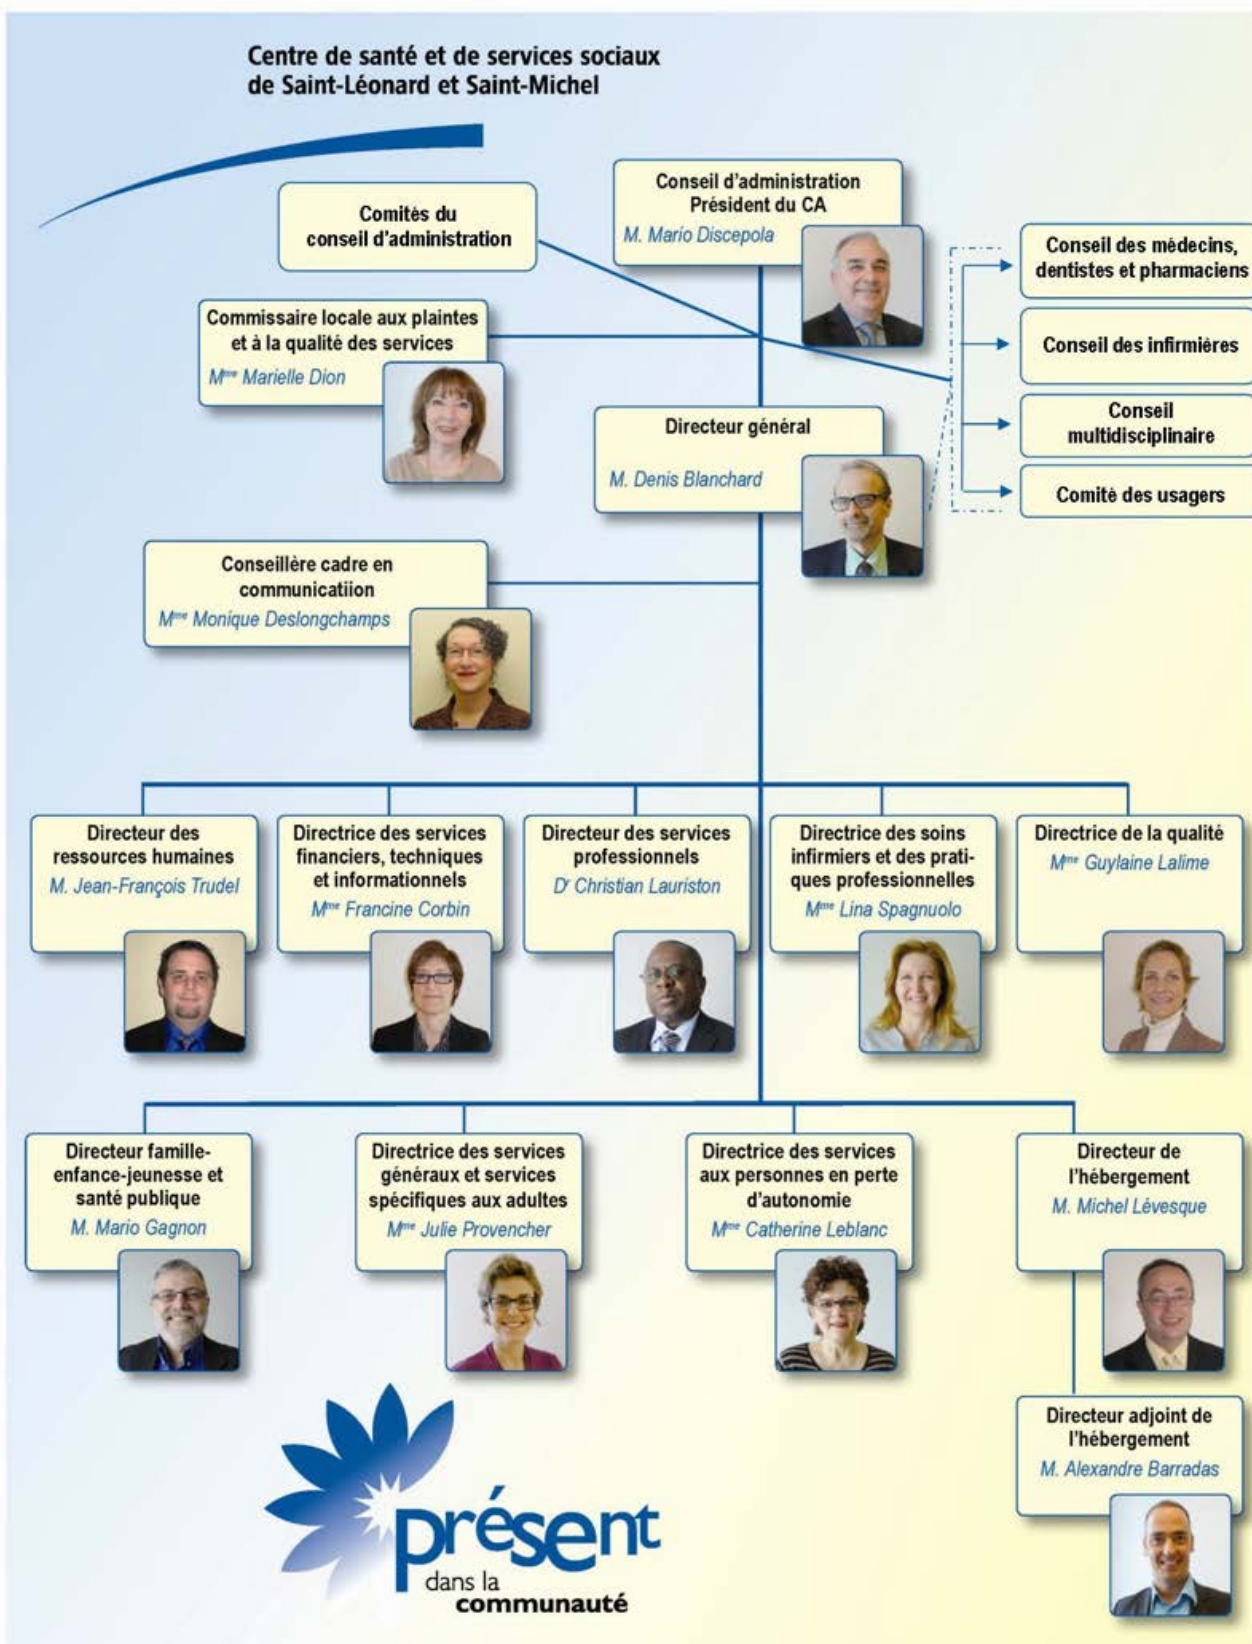 Centre de santé et de services sociaux
de Saint-Léonard et Saint-Michel
Conseil d'administration
Président du CA
M. Mario Discepola
Comités du
conseil d'administration
Conseil des médecins,
dentistes et pharmaciens
Commissaire locale aux plaintes
et à la qualité des services
Mme Marielle Dion
Conseil des infirmières
Directeur général
M. Denis Blanchard
Conseil
multidisciplinaire
Comité des usagers
Conseillère cadre en
communicatiion
Mme Monique Deslongchamps
Directeur des
ressources humaines
M. Jean-François Trudel
Directrice des services
financiers, techniques
et informationnels
Mme Francine Corbin
Directeur des services
professionnels
Dr Christian Lauriston
Directrice des soins
infirmiers et des prati-
ques professionnelles
Mme Lina Spagnuolo
Directrice de la qualité
Mme Guylaine Lalime
Directeur famille-
enfance-jeunesse et
santé publique
M. Mario Gagnon
Directrice des services
généraux et services
spécifiques aux adultes
Mme Julie Provencher
Directrice des services
aux personnes en perte
d'autonomie
Mme Catherine Leblanc
Directeur de
l'hébergement
M. Michel Lévesque
Directeur adjoint de
l'hébergement
M. Alexandre Barradas
présent
dans la
communauté